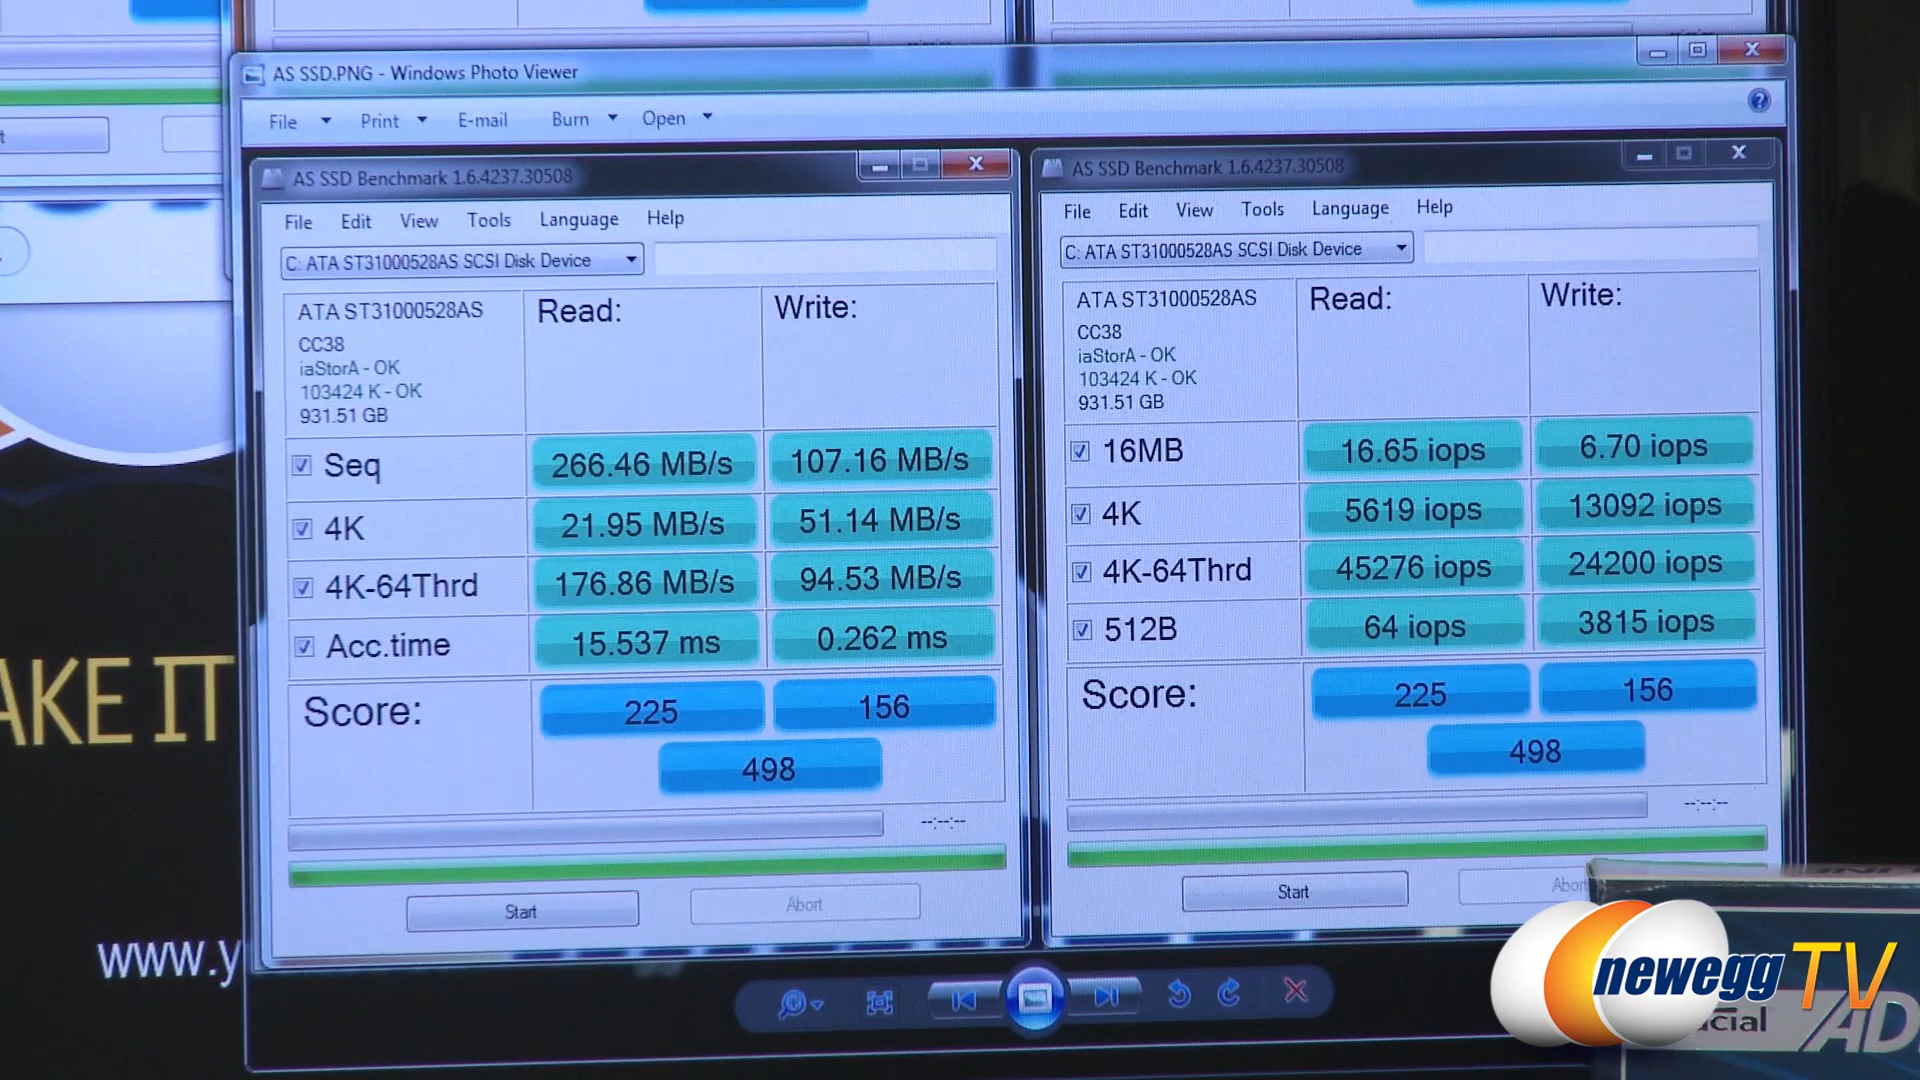 AS SSD.PNG - Windows Photo Viewer
File Print E-mail Burn Open
AS SSD Benchmark 1.6.4237.30508
File Edit View Tools Language Help
C: ATA ST31000528AS SCSI Disk Device
ATA ST31000528AS Read: Write:
CC38
iaStorA - OK
103424 K - OK
931.51 GB
Seq 266.46 MB/s 107.16 MB/s
4K 21.95 MB/s 51.14 MB/s
4K-64Thrd 176.86 MB/s 94.53 MB/s
Acc.time 15.537 ms 0.262 ms
Score: 225 156
498
--:--:--
Start Abort
AS SSD Benchmark 1.6.4237.30508
File Edit View Tools Language Help
C: ATA ST31000528AS SCSI Disk Device
ATA ST31000528AS Read: Write:
CC38
iaStorA - OK
103424 K - OK
931.51 GB
16MB 16.65 iops 6.70 iops
4K 5619 iops 13092 iops
4K-64Thrd 45276 iops 24200 iops
512B 64 iops 3815 iops
Score: 225 156
498
--:--:--
Start Abort
AKE IT
www.y
newegg TV
cial AD